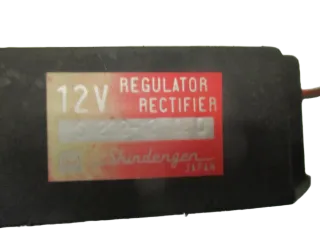 12V REGULATOR
RECTIFIER
Shindengen
JAPAN